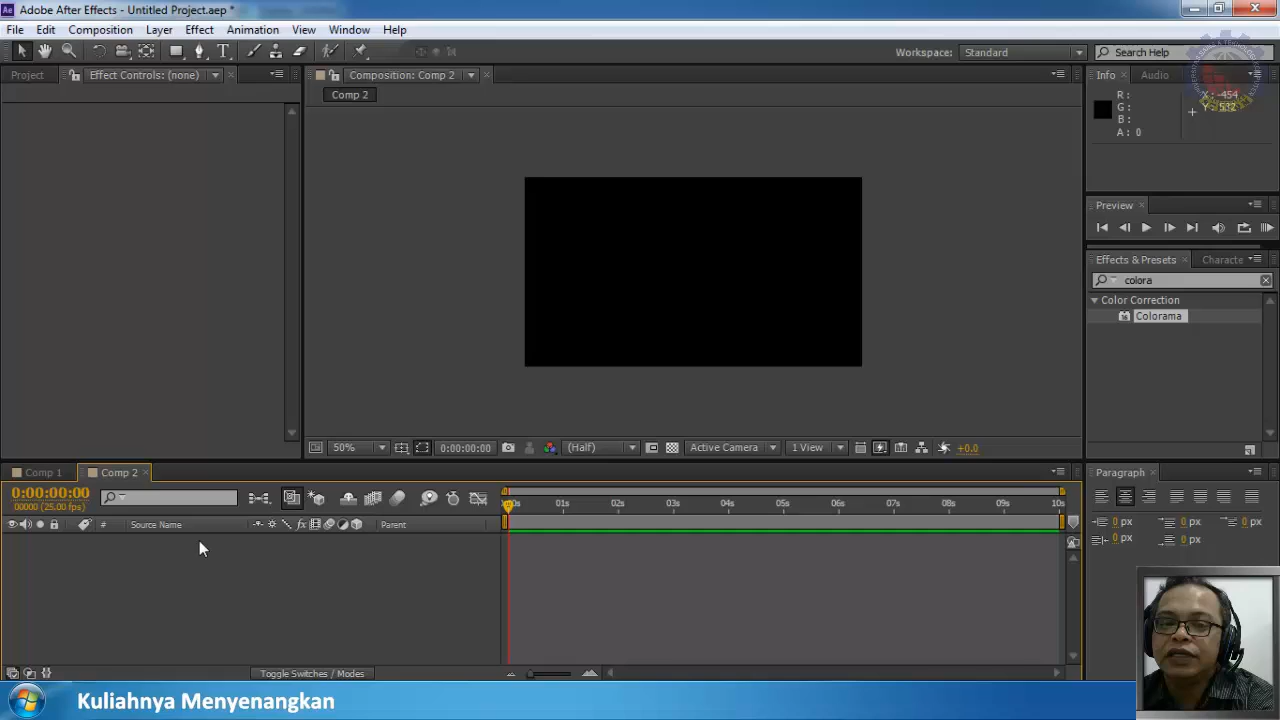 Adobe After Effects - Untitled Project.aep *
File Edit Composition Layer Effect Animation View Window Help
Workspace: Standard Search Help
Project Effect Controls: (none) Composition: Comp 2 Info Audio
Comp 2
R : X : -454
G : Y : 532
B :
A : 0
Preview
Effects & Presets Characte
colora
Color Correction
Colorama
50% 0:00:00:00 (Half) Active Camera 1 View +0.0
Comp 1 Comp 2 Paragraph
0:00:00:00
00000 (25.00 fps)
01s 02s 03s 04s 05s 06s 07s 08s 09s 10s
# Source Name Parent
0 px 0 px 0 px
0 px 0 px
Toggle Switches / Modes
Kuliahnya Menyenangkan